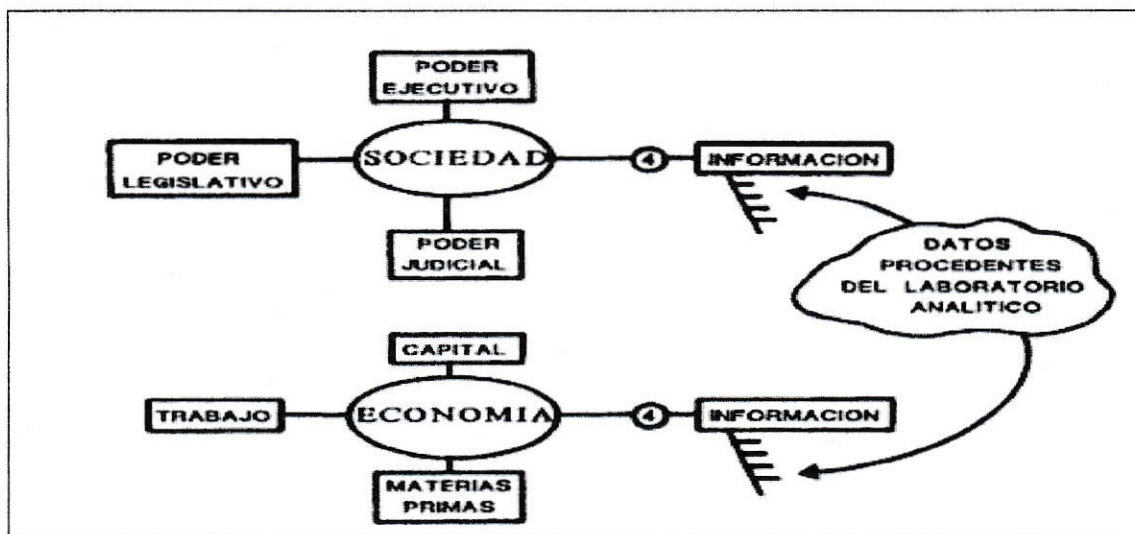 PODER
EJECUTIVO
PODER
LEGISLATIVO
SOCIEDAD
4
INFORMACION
PODER
JUDICIAL
DATOS
PROCEDENTES
DEL LABORATORIO
ANALITICO
CAPITAL
TRABAJO
ECONOMIA
4
INFORMACION
MATERIAS
PRIMAS